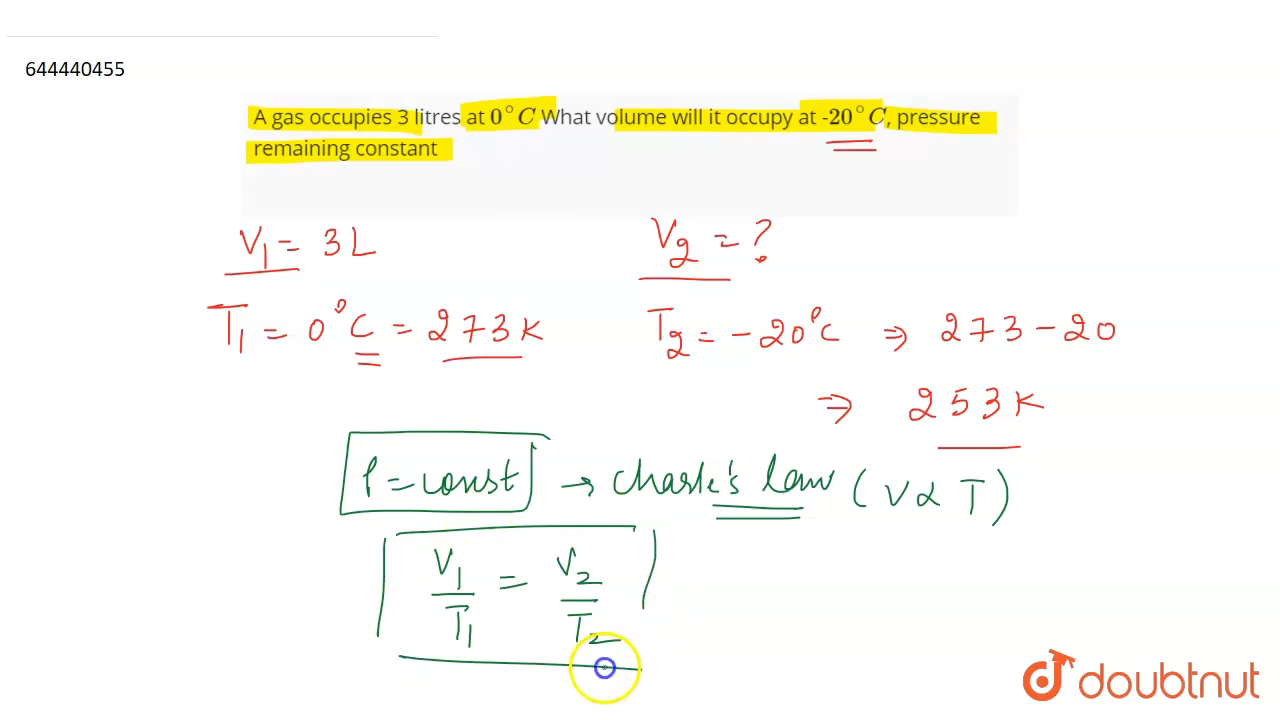 644440455
A gas occupies 3 litres at 0°C What volume will it occupy at -20°C, pressure
remaining constant
V₁ = 3L
V₂ = ?
T₁ = 0°C = 273K
T₂ = -20°C ⇒ 273-20
⇒ 253K
P = const → Charle's law (V ∝ T)
V₁/T₁ = V₂/T₂
doubtnut